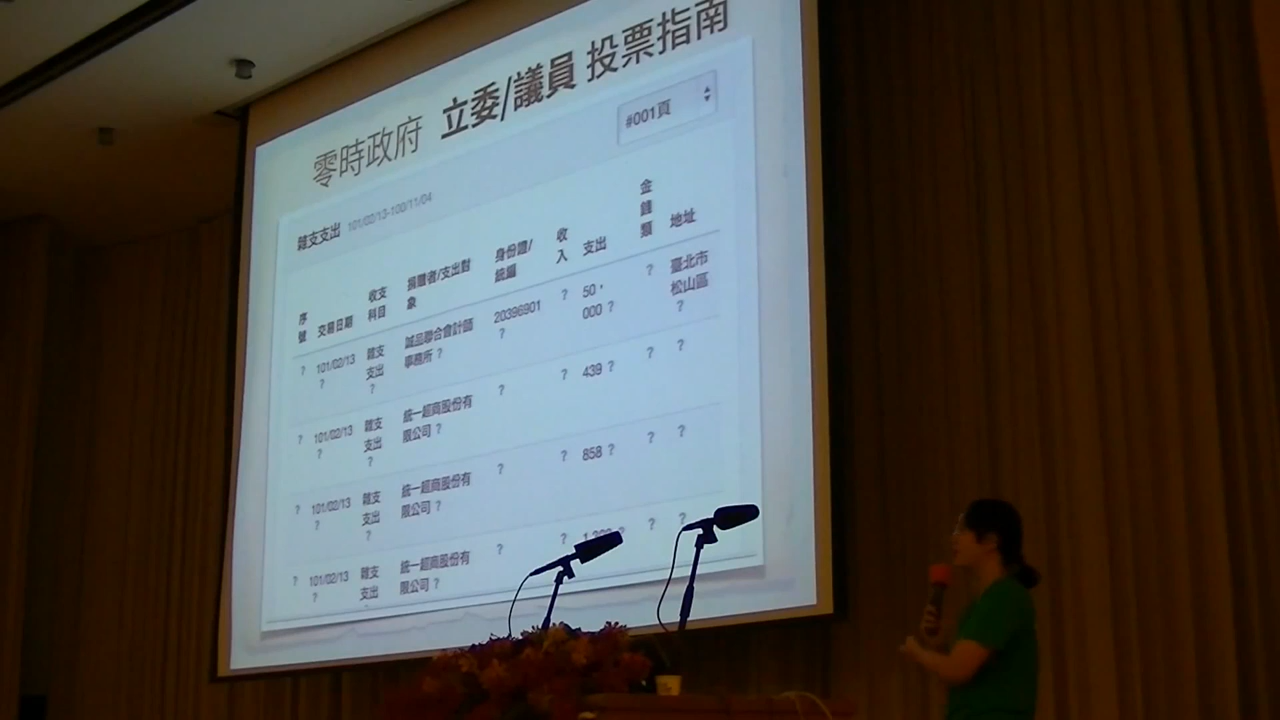 零時政府 立委/議員 投票指南
#001頁
雜支支出 101/02/13-100/11/04
序號 交易日期 收支科目 捐贈者/支出對象 身份證/統編 收入 支出 金錢類 地址
? 101/02/13 ? 雜支支出 ? 誠品聯合會計師事務所 ? 20396901 ? ? 50,000 ? ? 臺北市松山區 ?
? 101/02/13 ? 雜支支出 ? 統一超商股份有限公司 ? ? ? 439 ? ? ?
? 101/02/13 ? 雜支支出 ? 統一超商股份有限公司 ? ? ? 858 ? ? ?
? 101/02/13 ? 雜支支出 統一超商股份有限公司 ? ? ? ? ?